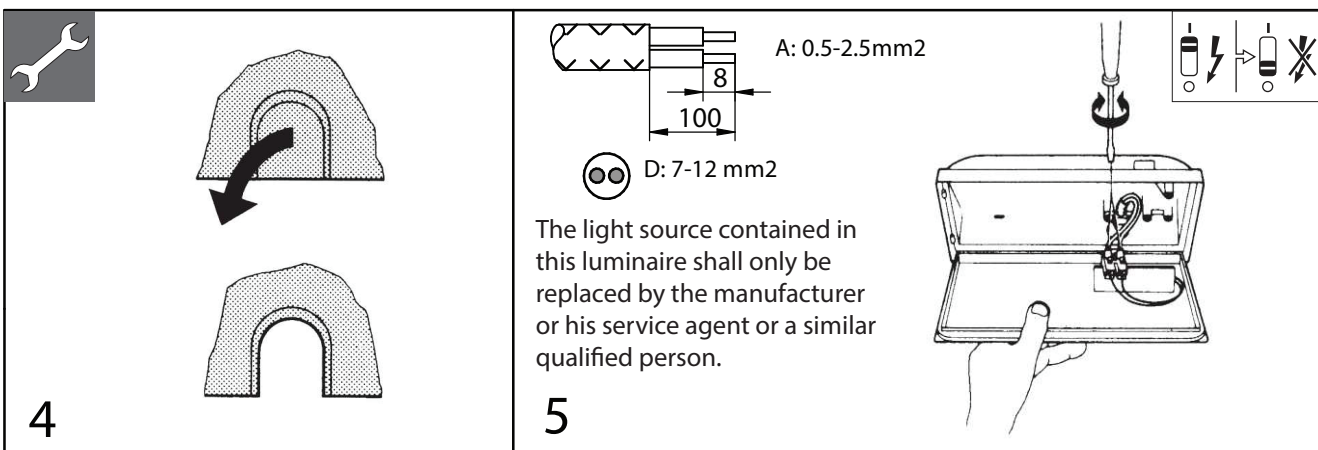 4
A: 0.5-2.5mm2
8
100
D: 7-12 mm2
The light source contained in
this luminaire shall only be
replaced by the manufacturer
or his service agent or a similar
qualified person.
5